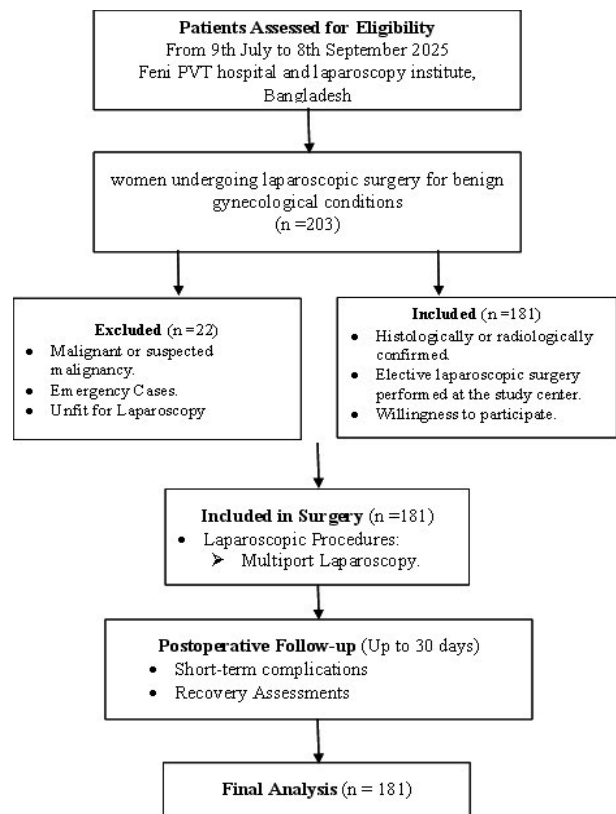 Patients Assessed for Eligibility
From 9th July to 8th September 2025
Feni PVT hospital and laparoscopy institute,
Bangladesh
women undergoing laparoscopic surgery for benign
gynecological conditions
(n =203)
Excluded (n =22)
• Malignant or suspected
malignancy.
• Emergency Cases.
• Unfit for Laparoscopy
Included (n =181)
• Histologically or radiologically
confirmed.
• Elective laparoscopic surgery
performed at the study center.
• Willingness to participate.
Included in Surgery (n =181)
• Laparoscopic Procedures:
➢ Multiport Laparoscopy.
Postoperative Follow-up (Up to 30 days)
• Short-term complications
• Recovery Assessments
Final Analysis (n = 181)